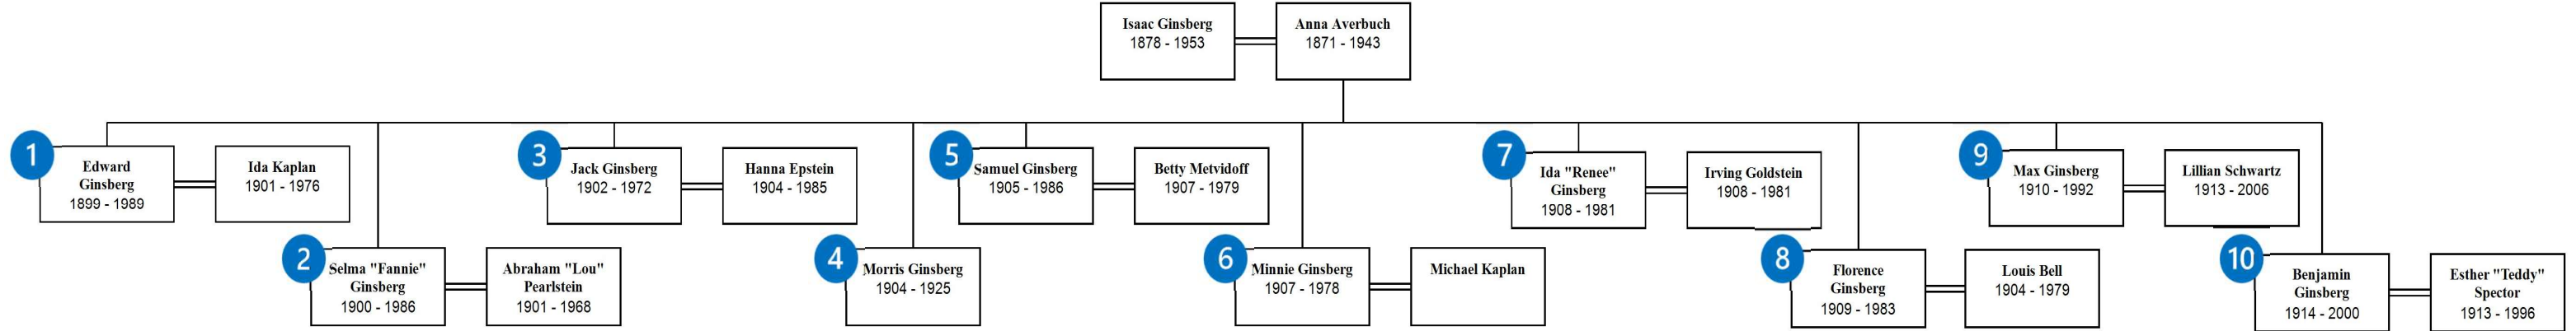 Isaac Ginsberg
1878 - 1953
Anna Averbuch
1871 - 1943
1
Edward
Ginsberg
1899 - 1989
Ida Kaplan
1901 - 1976
2
Selma "Fannie"
Ginsberg
1900 - 1986
Abraham "Lou"
Pearlstein
1901 - 1968
3
Jack Ginsberg
1902 - 1972
Hanna Epstein
1904 - 1985
4
Morris Ginsberg
1904 - 1925
5
Samuel Ginsberg
1905 - 1986
Betty Metvidoff
1907 - 1979
6
Minnie Ginsberg
1907 - 1978
Michael Kaplan
7
Ida "Renee"
Ginsberg
1908 - 1981
Irving Goldstein
1908 - 1981
8
Florence
Ginsberg
1909 - 1983
Louis Bell
1904 - 1979
9
Max Ginsberg
1910 - 1992
Lillian Schwartz
1913 - 2006
10
Benjamin
Ginsberg
1914 - 2000
Esther "Teddy"
Spector
1913 - 1996